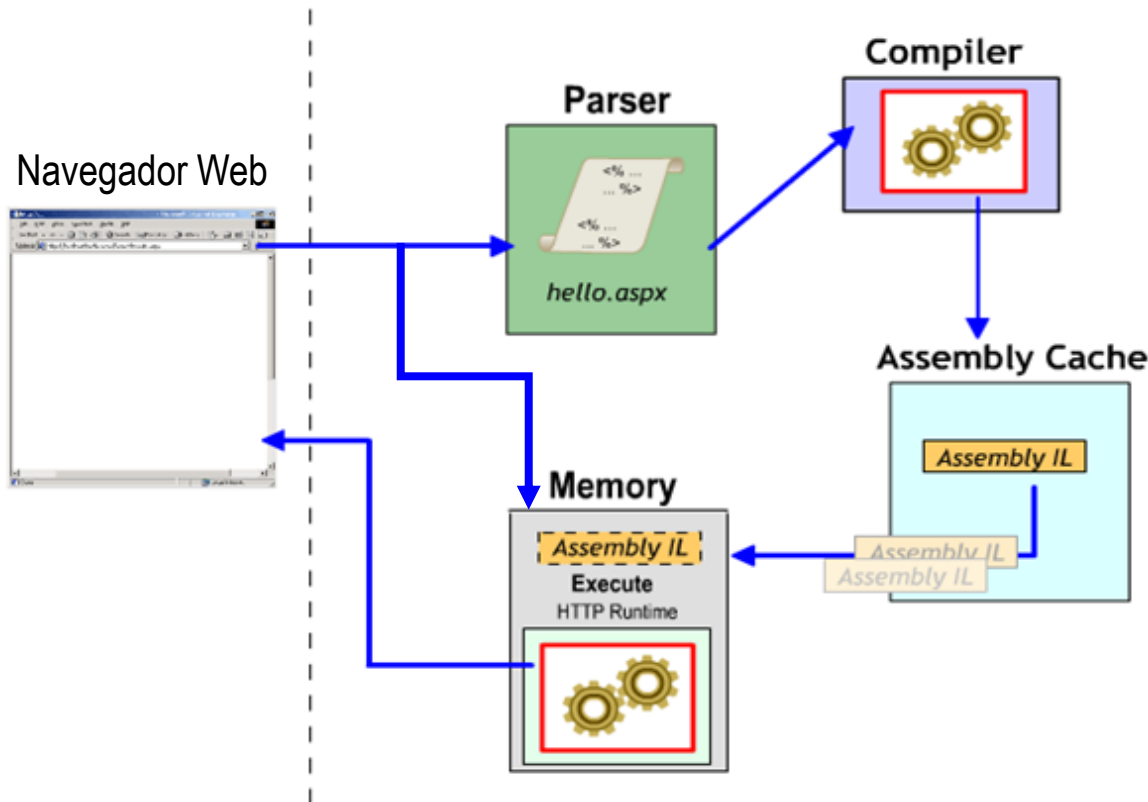 Compiler
Parser
Navegador Web
<% ...
... %>
<% ...
... %>
hello.aspx
Assembly Cache
Assembly IL
Memory
Assembly IL
Assembly IL
Assembly IL
Execute
HTTP Runtime